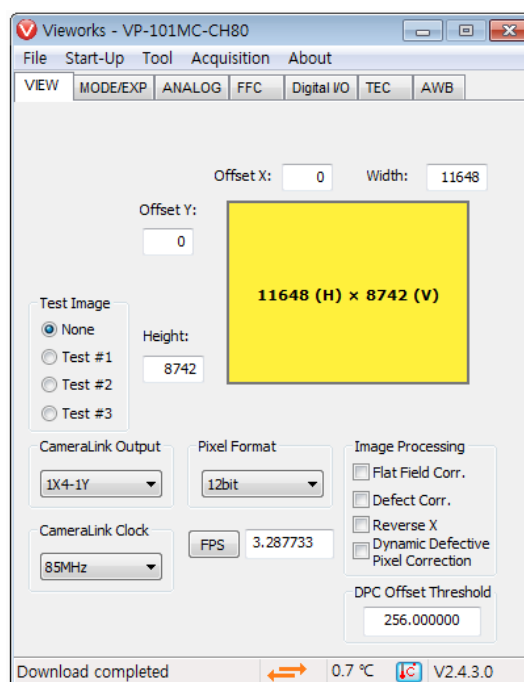 Vieworks - VP-101MC-CH80
File Start-Up Tool Acquisition About
VIEW MODE/EXP ANALOG FFC Digital I/O TEC AWB
Offset X: 0 Width: 11648
Offset Y:
0
11648 (H) × 8742 (V)
Test Image
None
Test #1
Test #2
Test #3
Height:
8742
CameraLink Output
1X4-1Y
Pixel Format
12bit
Image Processing
Flat Field Corr.
Defect Corr.
Reverse X
Dynamic Defective
Pixel Correction
CameraLink Clock
85MHz
FPS 3.287733
DPC Offset Threshold
256.000000
Download completed 0.7 ℃ V2.4.3.0